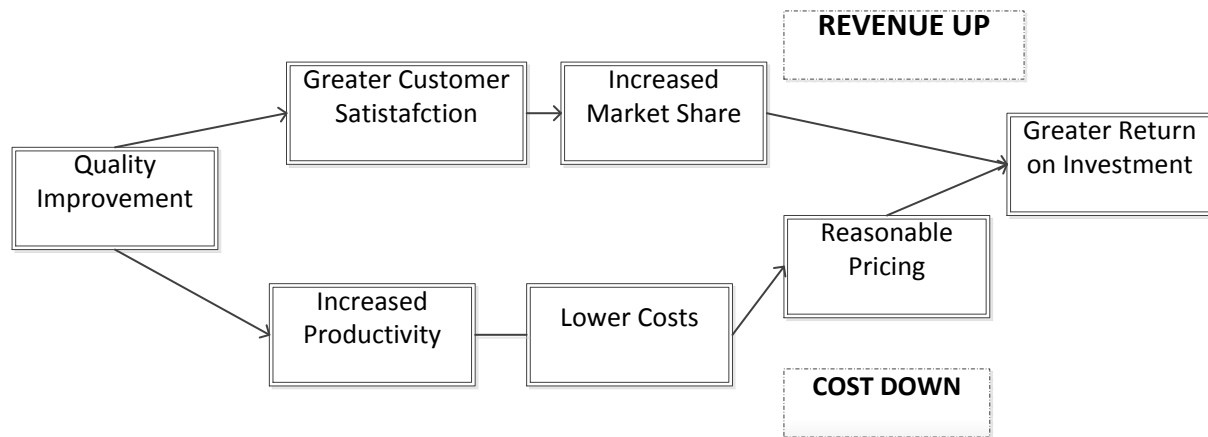 REVENUE UP
Greater Customer
Satistafction
Increased
Market Share
Greater Return
on Investment
Quality
Improvement
Reasonable
Pricing
Increased
Productivity
Lower Costs
COST DOWN